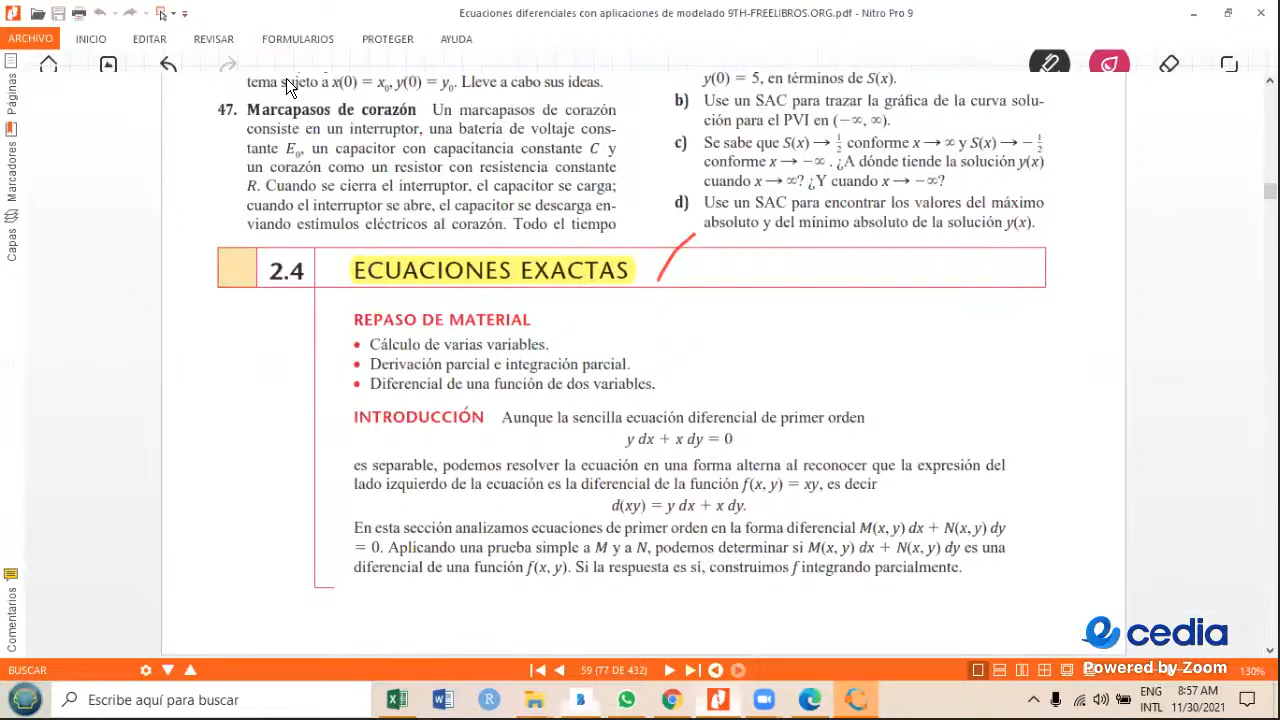 Ecuaciones diferenciales con aplicaciones de modelado 9TH-FREELIBROS.ORG.pdf - Nitro Pro 9
ARCHIVO INICIO EDITAR REVISAR FORMULARIOS PROTEGER AYUDA
Páginas
Marcadores
Capas
Comentarios
tema sujeto a x(0) = x₀, y(0) = y₀. Lleve a cabo sus ideas.
47. Marcapasos de corazón Un marcapasos de corazón
consiste en un interruptor, una batería de voltaje cons-
tante E₀, un capacitor con capacitancia constante C y
un corazón como un resistor con resistencia constante
R. Cuando se cierra el interruptor, el capacitor se carga;
cuando el interruptor se abre, el capacitor se descarga en-
viando estímulos eléctricos al corazón. Todo el tiempo
y(0) = 5, en términos de S(x).
b) Use un SAC para trazar la gráfica de la curva solu-
ción para el PVI en (−∞, ∞).
c) Se sabe que S(x) → ½ conforme x → ∞ y S(x) → −½
conforme x → −∞ . ¿A dónde tiende la solución y(x)
cuando x → ∞? ¿Y cuando x → −∞?
d) Use un SAC para encontrar los valores del máximo
absoluto y del mínimo absoluto de la solución y(x).
2.4 ECUACIONES EXACTAS
REPASO DE MATERIAL
• Cálculo de varias variables.
• Derivación parcial e integración parcial.
• Diferencial de una función de dos variables.
INTRODUCCIÓN Aunque la sencilla ecuación diferencial de primer orden
y dx + x dy = 0
es separable, podemos resolver la ecuación en una forma alterna al reconocer que la expresión del
lado izquierdo de la ecuación es la diferencial de la función f(x, y) = xy, es decir
d(xy) = y dx + x dy.
En esta sección analizamos ecuaciones de primer orden en la forma diferencial M(x, y) dx + N(x, y) dy
= 0. Aplicando una prueba simple a M y a N, podemos determinar si M(x, y) dx + N(x, y) dy es una
diferencial de una función f(x, y). Si la respuesta es sí, construimos f integrando parcialmente.
cedia
Powered by Zoom
BUSCAR 59 (77 DE 432) 130%
Escribe aquí para buscar
ENG
INTL
8:57 AM
11/30/2021